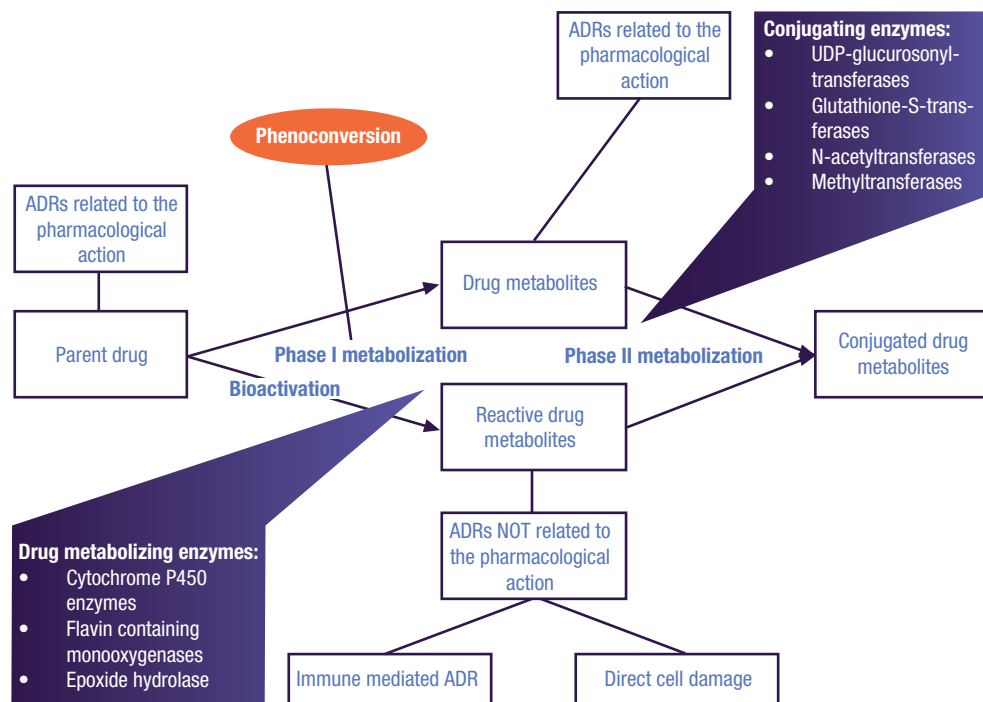 ADRs related to the
pharmacological
action
Conjugating enzymes:
• UDP-glucurosonyl-
transferases
• Glutathione-S-trans-
ferases
• N-acetyltransferases
• Methyltransferases
Phenoconversion
ADRs related to the
pharmacological
action
Drug metabolites
Parent drug
Phase I metabolization
Phase II metabolization
Conjugated drug
metabolites
Bioactivation
Reactive drug
metabolites
ADRs NOT related to
the pharmacological
action
Drug metabolizing enzymes:
• Cytochrome P450
enzymes
• Flavin containing
monooxygenases
• Epoxide hydrolase
Immune mediated ADR
Direct cell damage